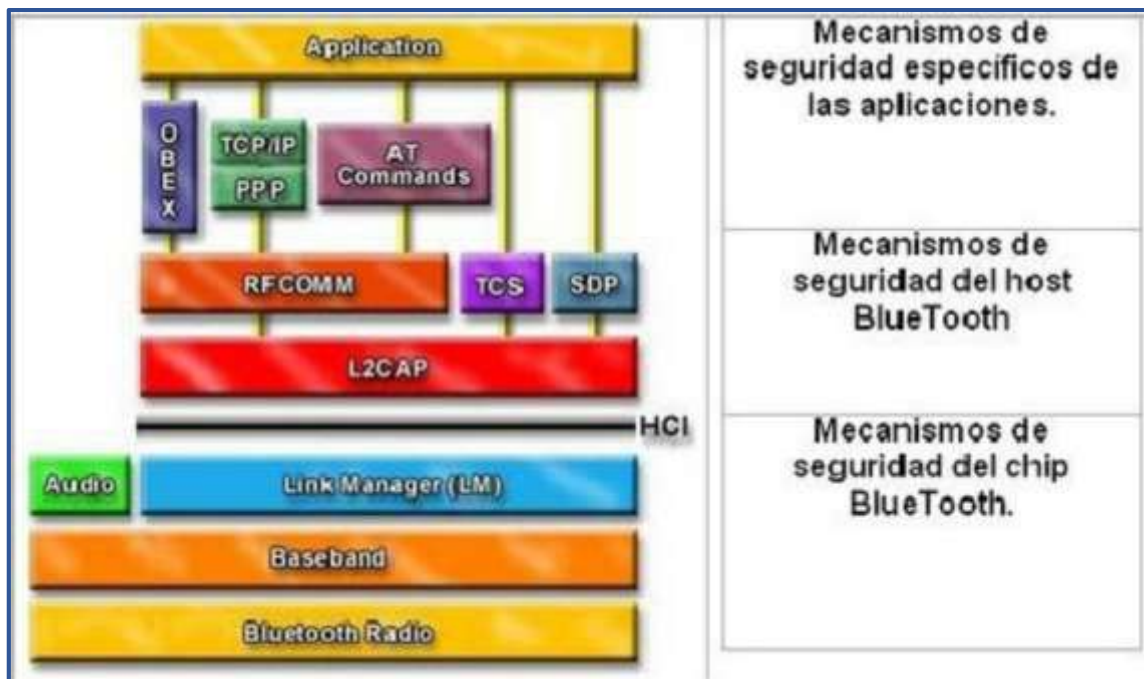 Application
OBEX
TCP/IP
PPP
AT
Commands
RFCOMM
TCS
SDP
L2CAP
HCI
Audio
Link Manager (LM)
Baseband
Bluetooth Radio
Mecanismos de
seguridad específicos de
las aplicaciones.
Mecanismos de
seguridad del host
BlueTooth
Mecanismos de
seguridad del chip
BlueTooth.